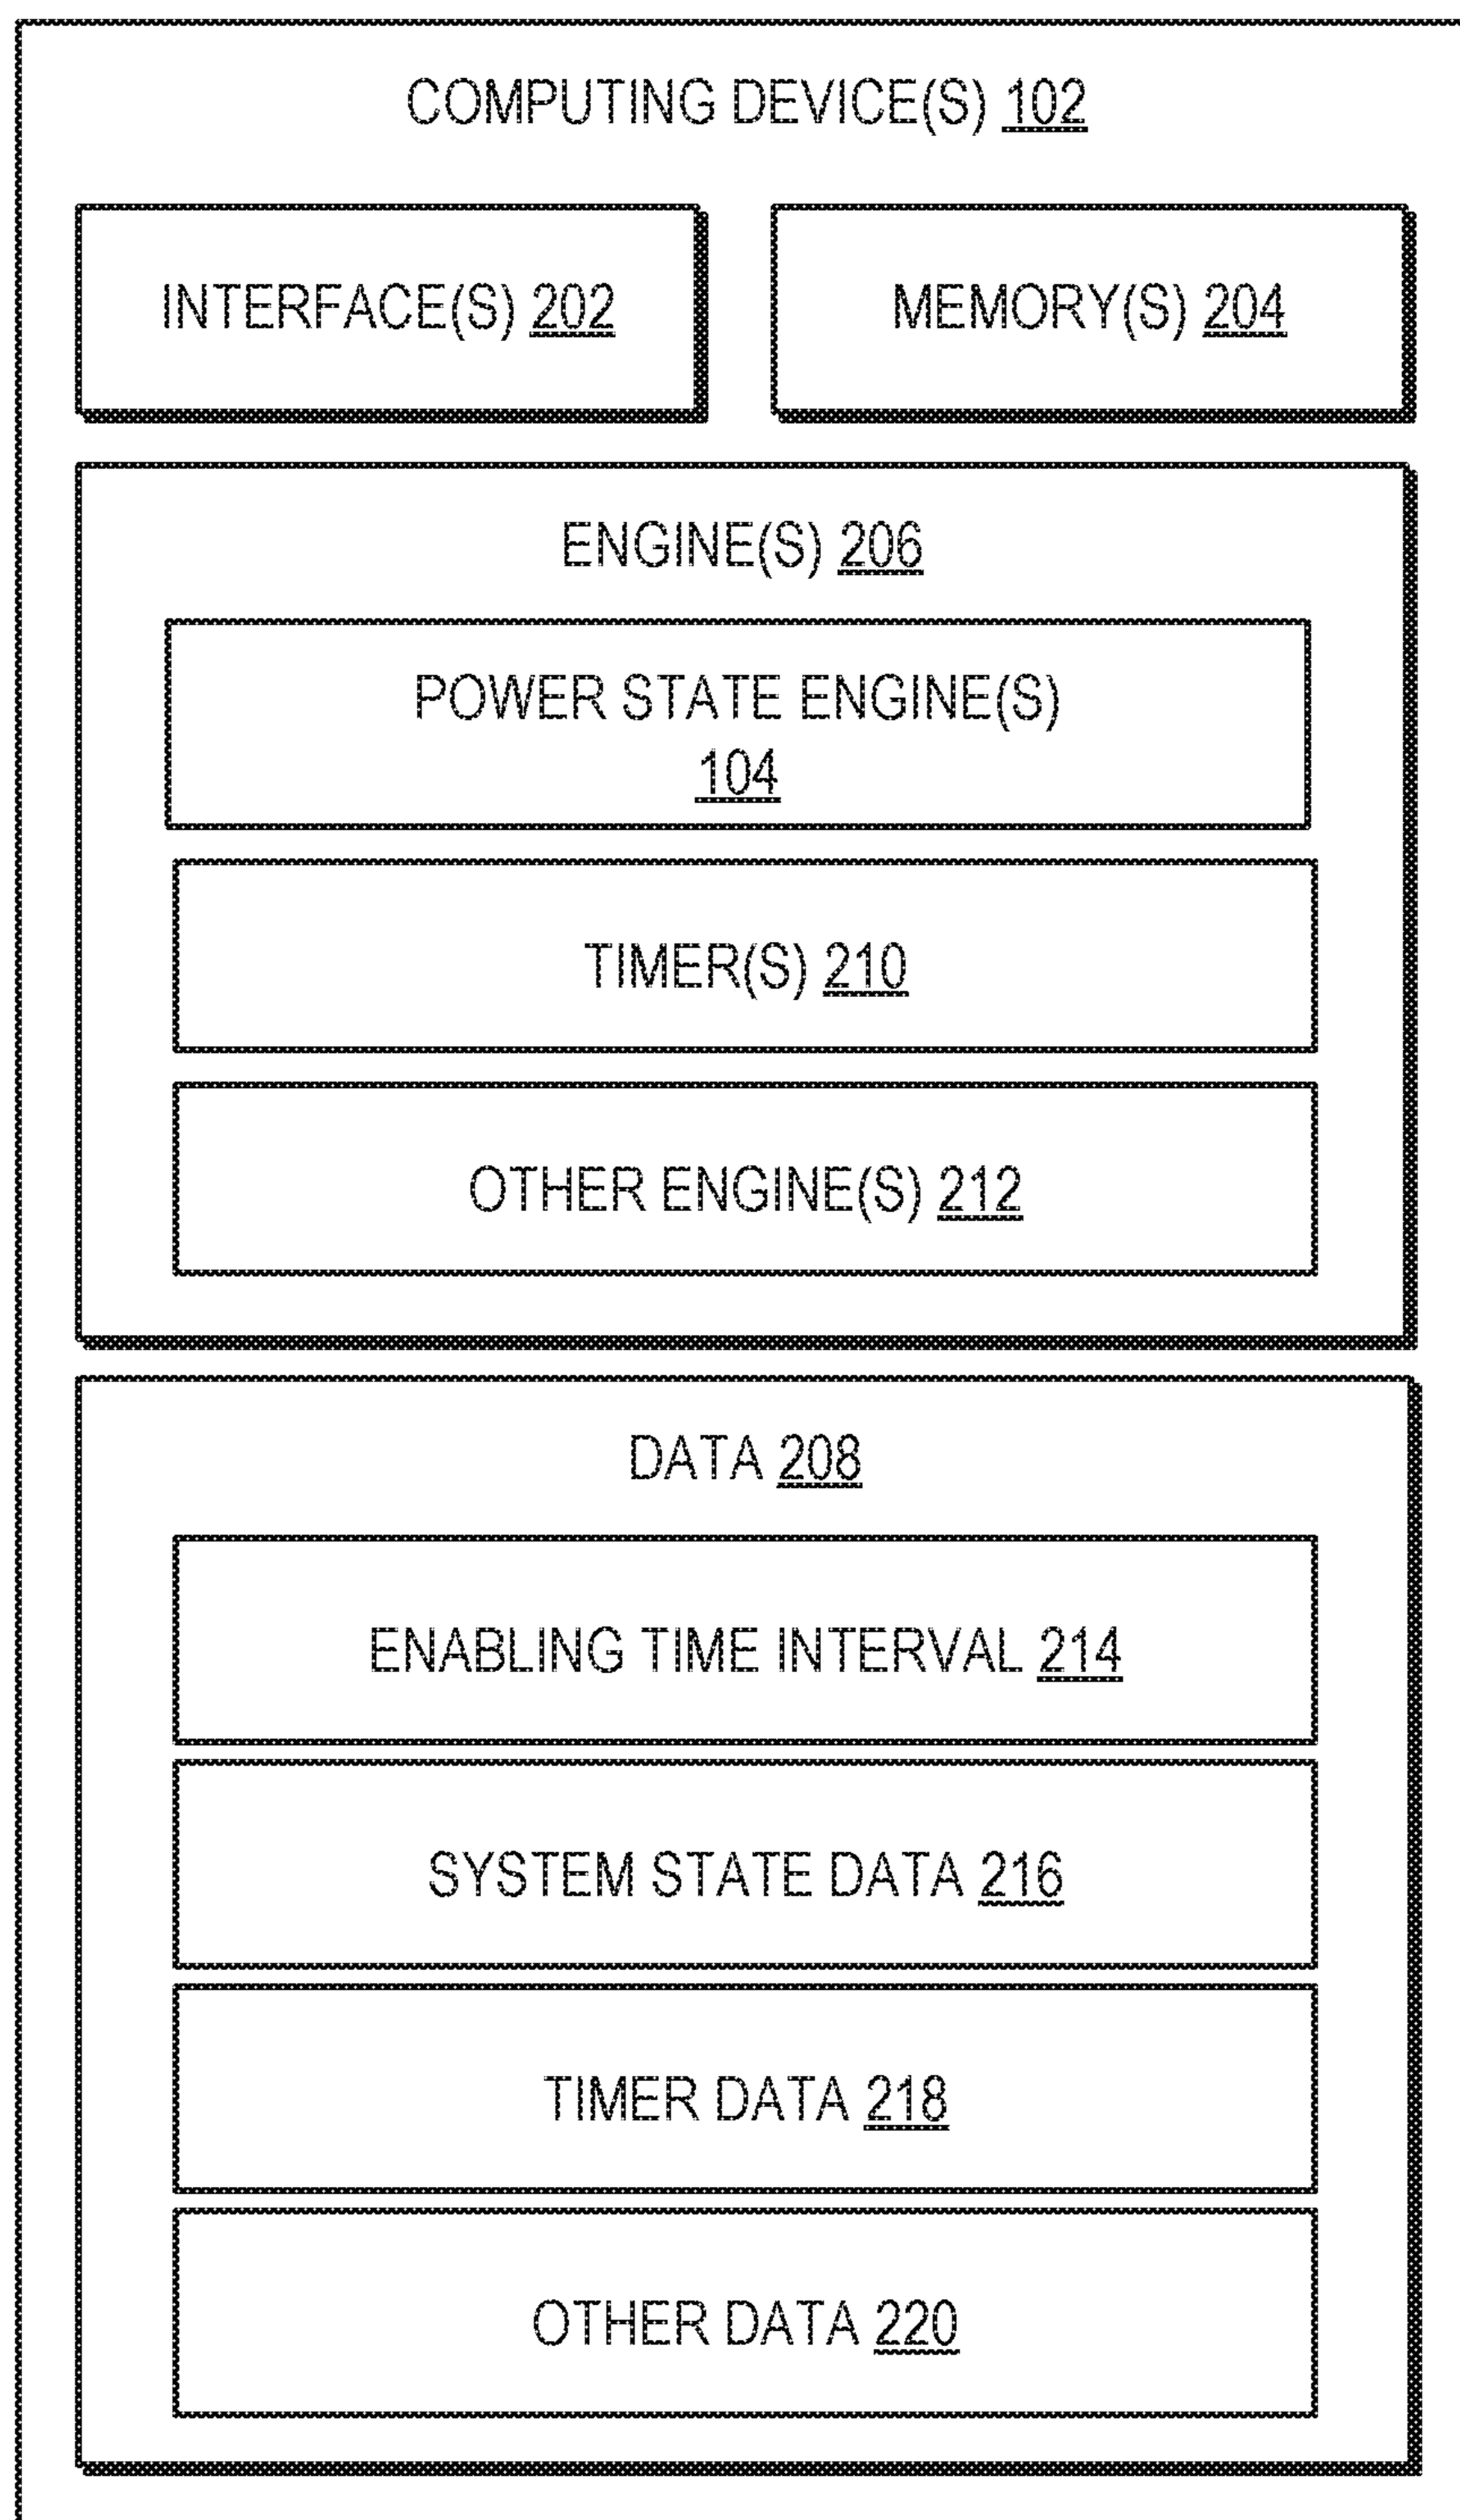 COMPUTING DEVICE(S) 102
INTERFACE(S) 202
MEMORY(S) 204
ENGINE(S) 206
POWER STATE ENGINE(S)
104
TIMER(S) 210
OTHER ENGINE(S) 212
DATA 208
ENABLING TIME INTERVAL 214
SYSTEM STATE DATA 216
TIMER DATA 218
OTHER DATA 220